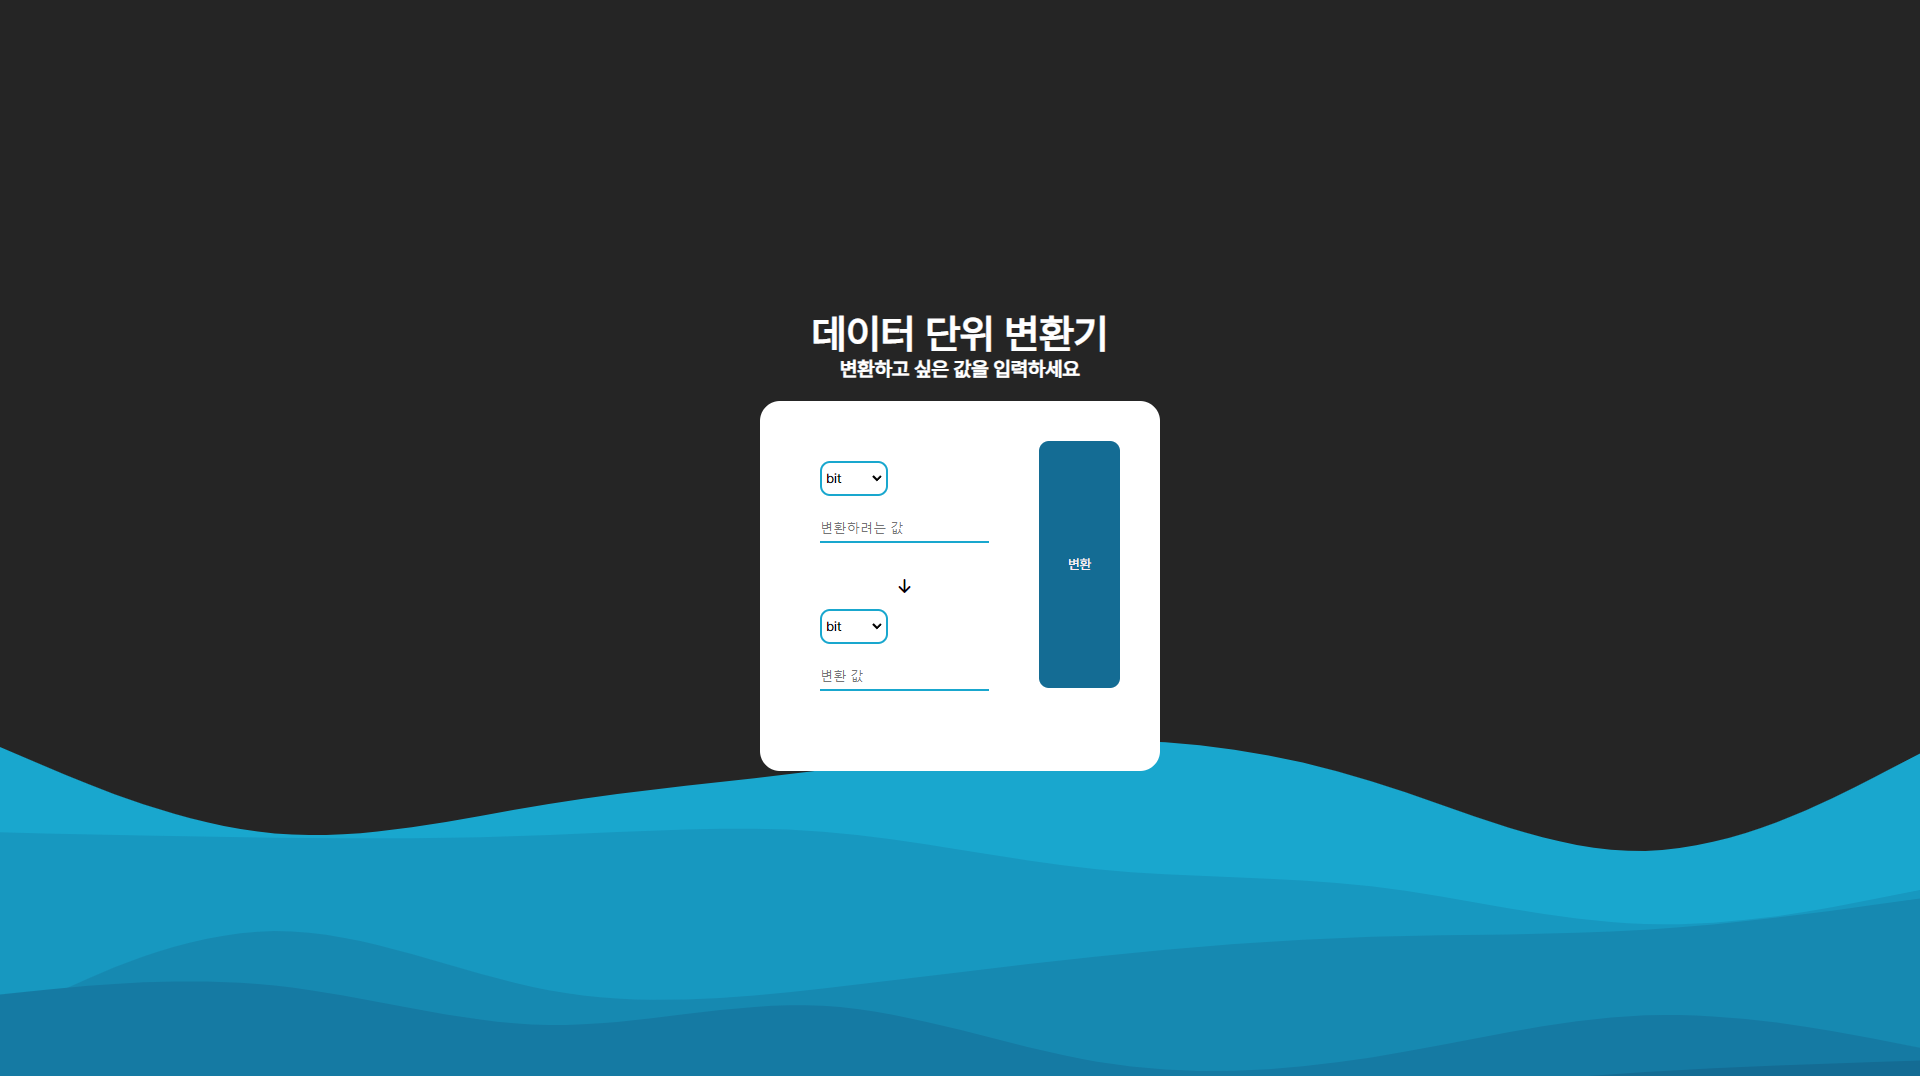 데이터 단위 변환기
변환하고 싶은 값을 입력하세요
bit
변환하려는 값
변환
bit
변환 값